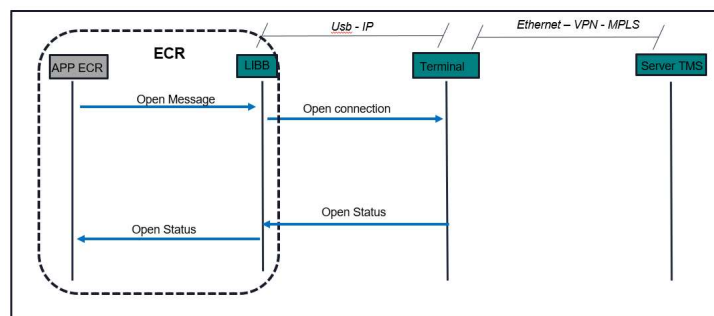 Usb - IP
Ethernet – VPN - MPLS
ECR
APP ECR
LIBB
Terminal
Server TMS
Open Message
Open connection
Open Status
Open Status